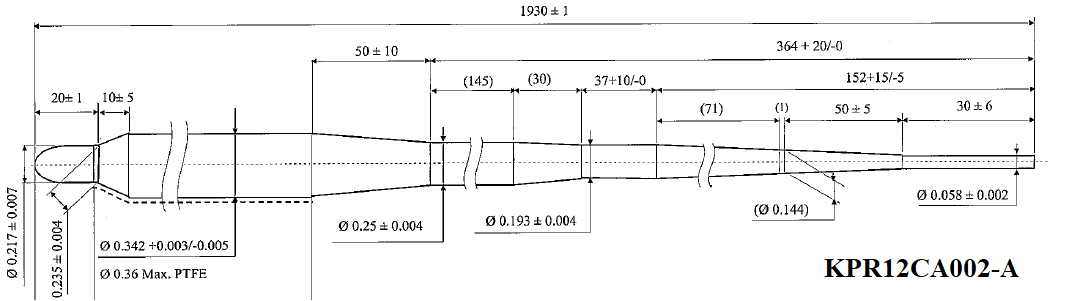 1930 ± 1
364 + 20/-0
50 ± 10
(145)
(30)
37+10/-0
152+15/-5
20± 1
10± 5
(71)
(1)
50 ± 5
30 ± 6
Ø 0.217 ± 0.007
0.235 ± 0.004
Ø 0.342 +0.003/-0.005
Ø 0.36 Max. PTFE
Ø 0.25 ± 0.004
Ø 0.193 ± 0.004
(Ø 0.144)
Ø 0.058 ± 0.002
KPR12CA002-A